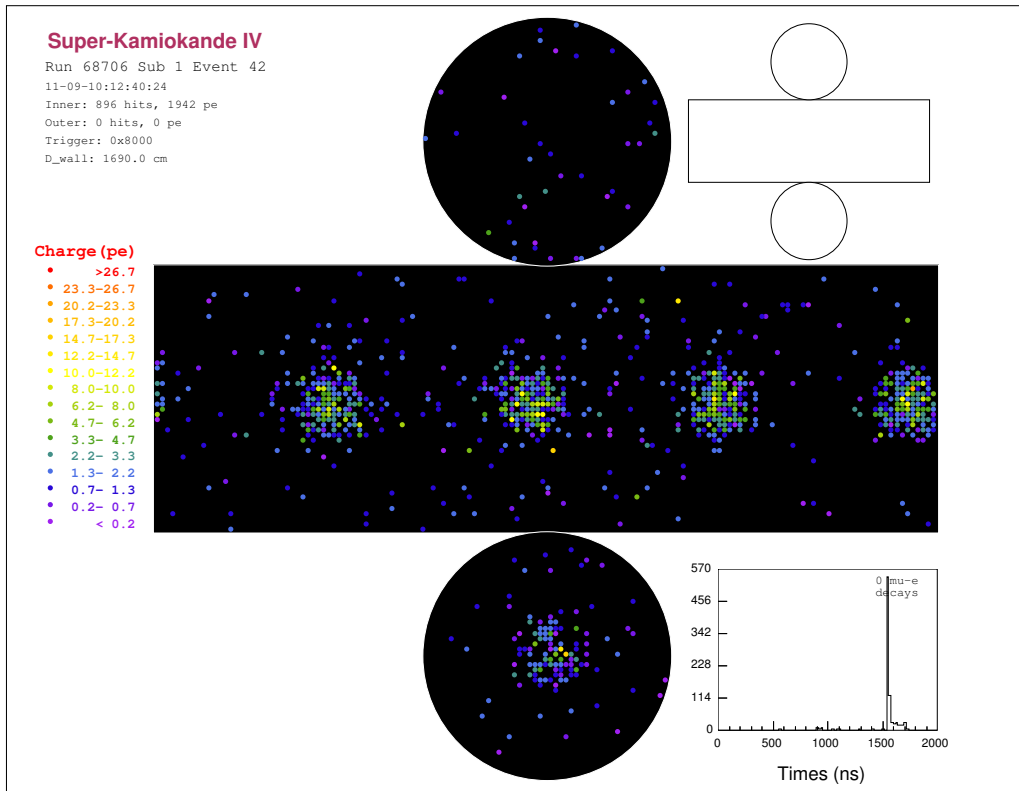 Super-Kamiokande IV
Run 68706 Sub 1 Event 42
11-09-10:12:40:24
Inner: 896 hits, 1942 pe
Outer: 0 hits, 0 pe
Trigger: 0x8000
D_wall: 1690.0 cm
Charge(pe)
>26.7
23.3-26.7
20.2-23.3
17.3-20.2
14.7-17.3
12.2-14.7
10.0-12.2
8.0-10.0
6.2- 8.0
4.7- 6.2
3.3- 4.7
2.2- 3.3
1.3- 2.2
0.7- 1.3
0.2- 0.7
< 0.2
0 mu-e
decays
570
456
342
228
114
0
0 500 1000 1500 2000
Times (ns)